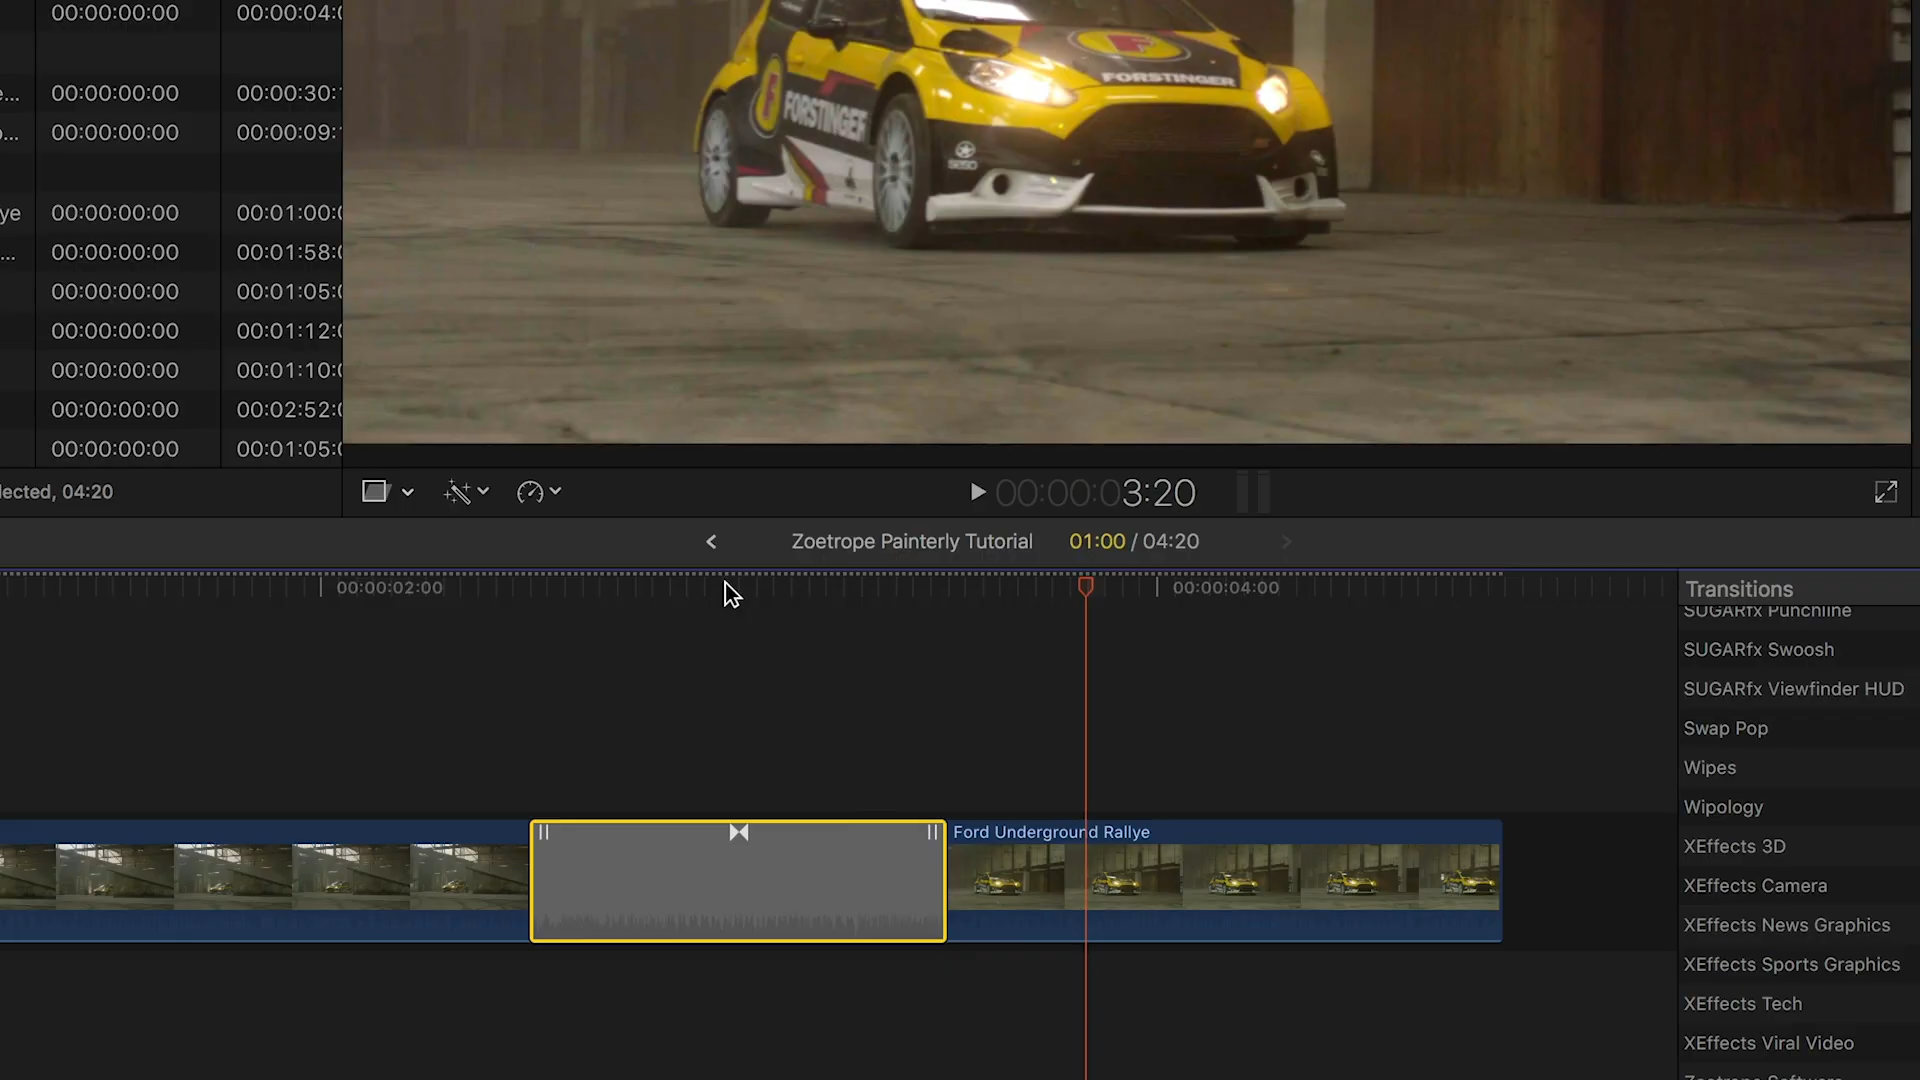 00:00:00:00 00:00:04:
e... 00:00:00:00 00:00:30:
o... 00:00:00:00 00:00:09:
ye 00:00:00:00 00:01:00:
... 00:00:00:00 00:01:58:
00:00:00:00 00:01:05:
00:00:00:00 00:01:12:
00:00:00:00 00:01:10:
00:00:00:00 00:02:52:
00:00:00:00 00:01:05:
F
FORSTINGER
F
FORSTINGER
lected, 04:20
00:00:03:20
Zoetrope Painterly Tutorial 01:00 / 04:20
00:00:02:00
00:00:04:00
Ford Underground Rallye
Transitions
SUGARfx Punchline
SUGARfx Swoosh
SUGARfx Viewfinder HUD
Swap Pop
Wipes
Wipology
XEffects 3D
XEffects Camera
XEffects News Graphics
XEffects Sports Graphics
XEffects Tech
XEffects Viral Video
Zoetrope Software